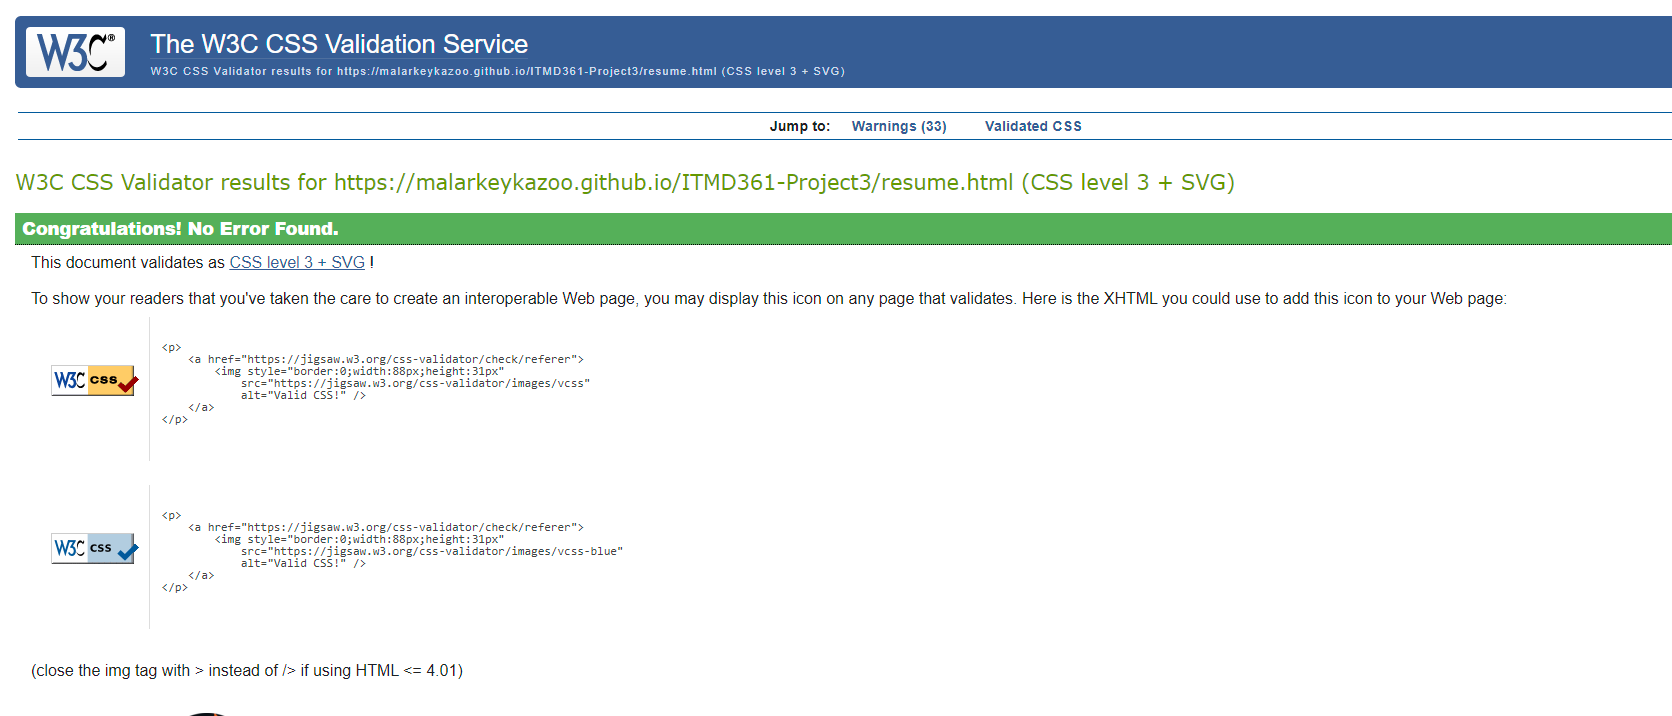 W3C®
The W3C CSS Validation Service
W3C CSS Validator results for https://malarkeykazoo.github.io/ITMD361-Project3/resume.html (CSS level 3 + SVG)
Jump to: Warnings (33) Validated CSS
W3C CSS Validator results for https://malarkeykazoo.github.io/ITMD361-Project3/resume.html (CSS level 3 + SVG)
Congratulations! No Error Found.
This document validates as CSS level 3 + SVG !
To show your readers that you've taken the care to create an interoperable Web page, you may display this icon on any page that validates. Here is the XHTML you could use to add this icon to your Web page:
W3C css
<p>
<a href="https://jigsaw.w3.org/css-validator/check/referer">
<img style="border:0;width:88px;height:31px"
src="https://jigsaw.w3.org/css-validator/images/vcss"
alt="Valid CSS!" />
</a>
</p>
W3C css
<p>
<a href="https://jigsaw.w3.org/css-validator/check/referer">
<img style="border:0;width:88px;height:31px"
src="https://jigsaw.w3.org/css-validator/images/vcss-blue"
alt="Valid CSS!" />
</a>
</p>
(close the img tag with > instead of /> if using HTML <= 4.01)